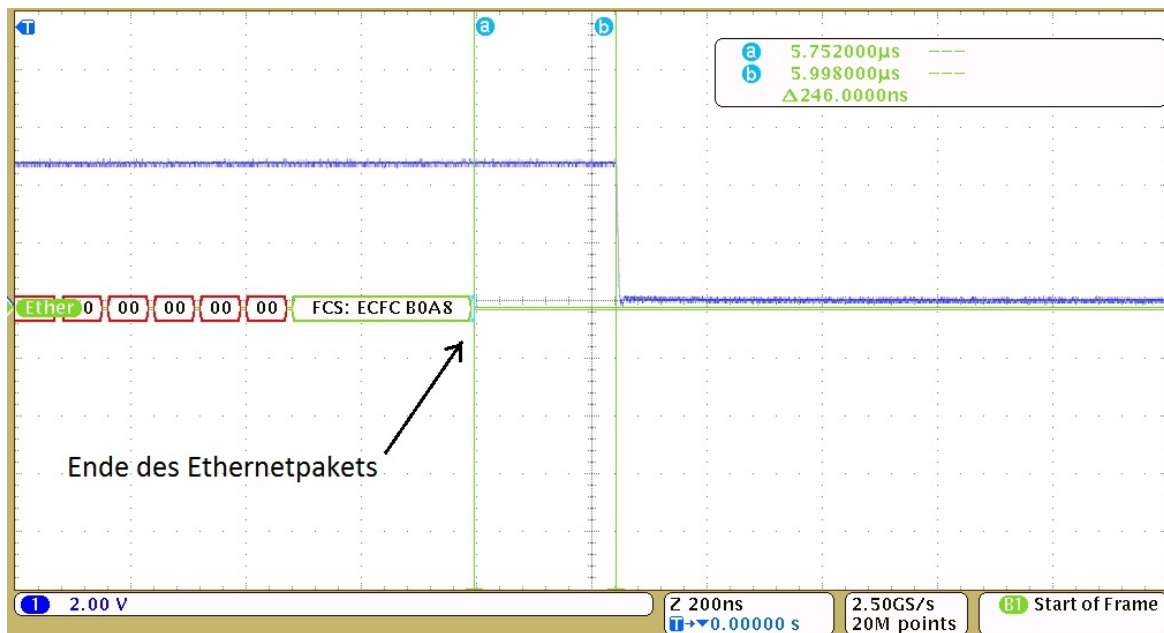 T
a
b
a 5.752000µs ----
b 5.998000µs ----
Δ246.0000ns
Ether 0 00 00 00 00 FCS: ECFC B0A8
Ende des Ethernetpakets
1 2.00 V
Z 200ns
T→▼0.00000 s
2.50GS/s
20M points
B1 Start of Frame